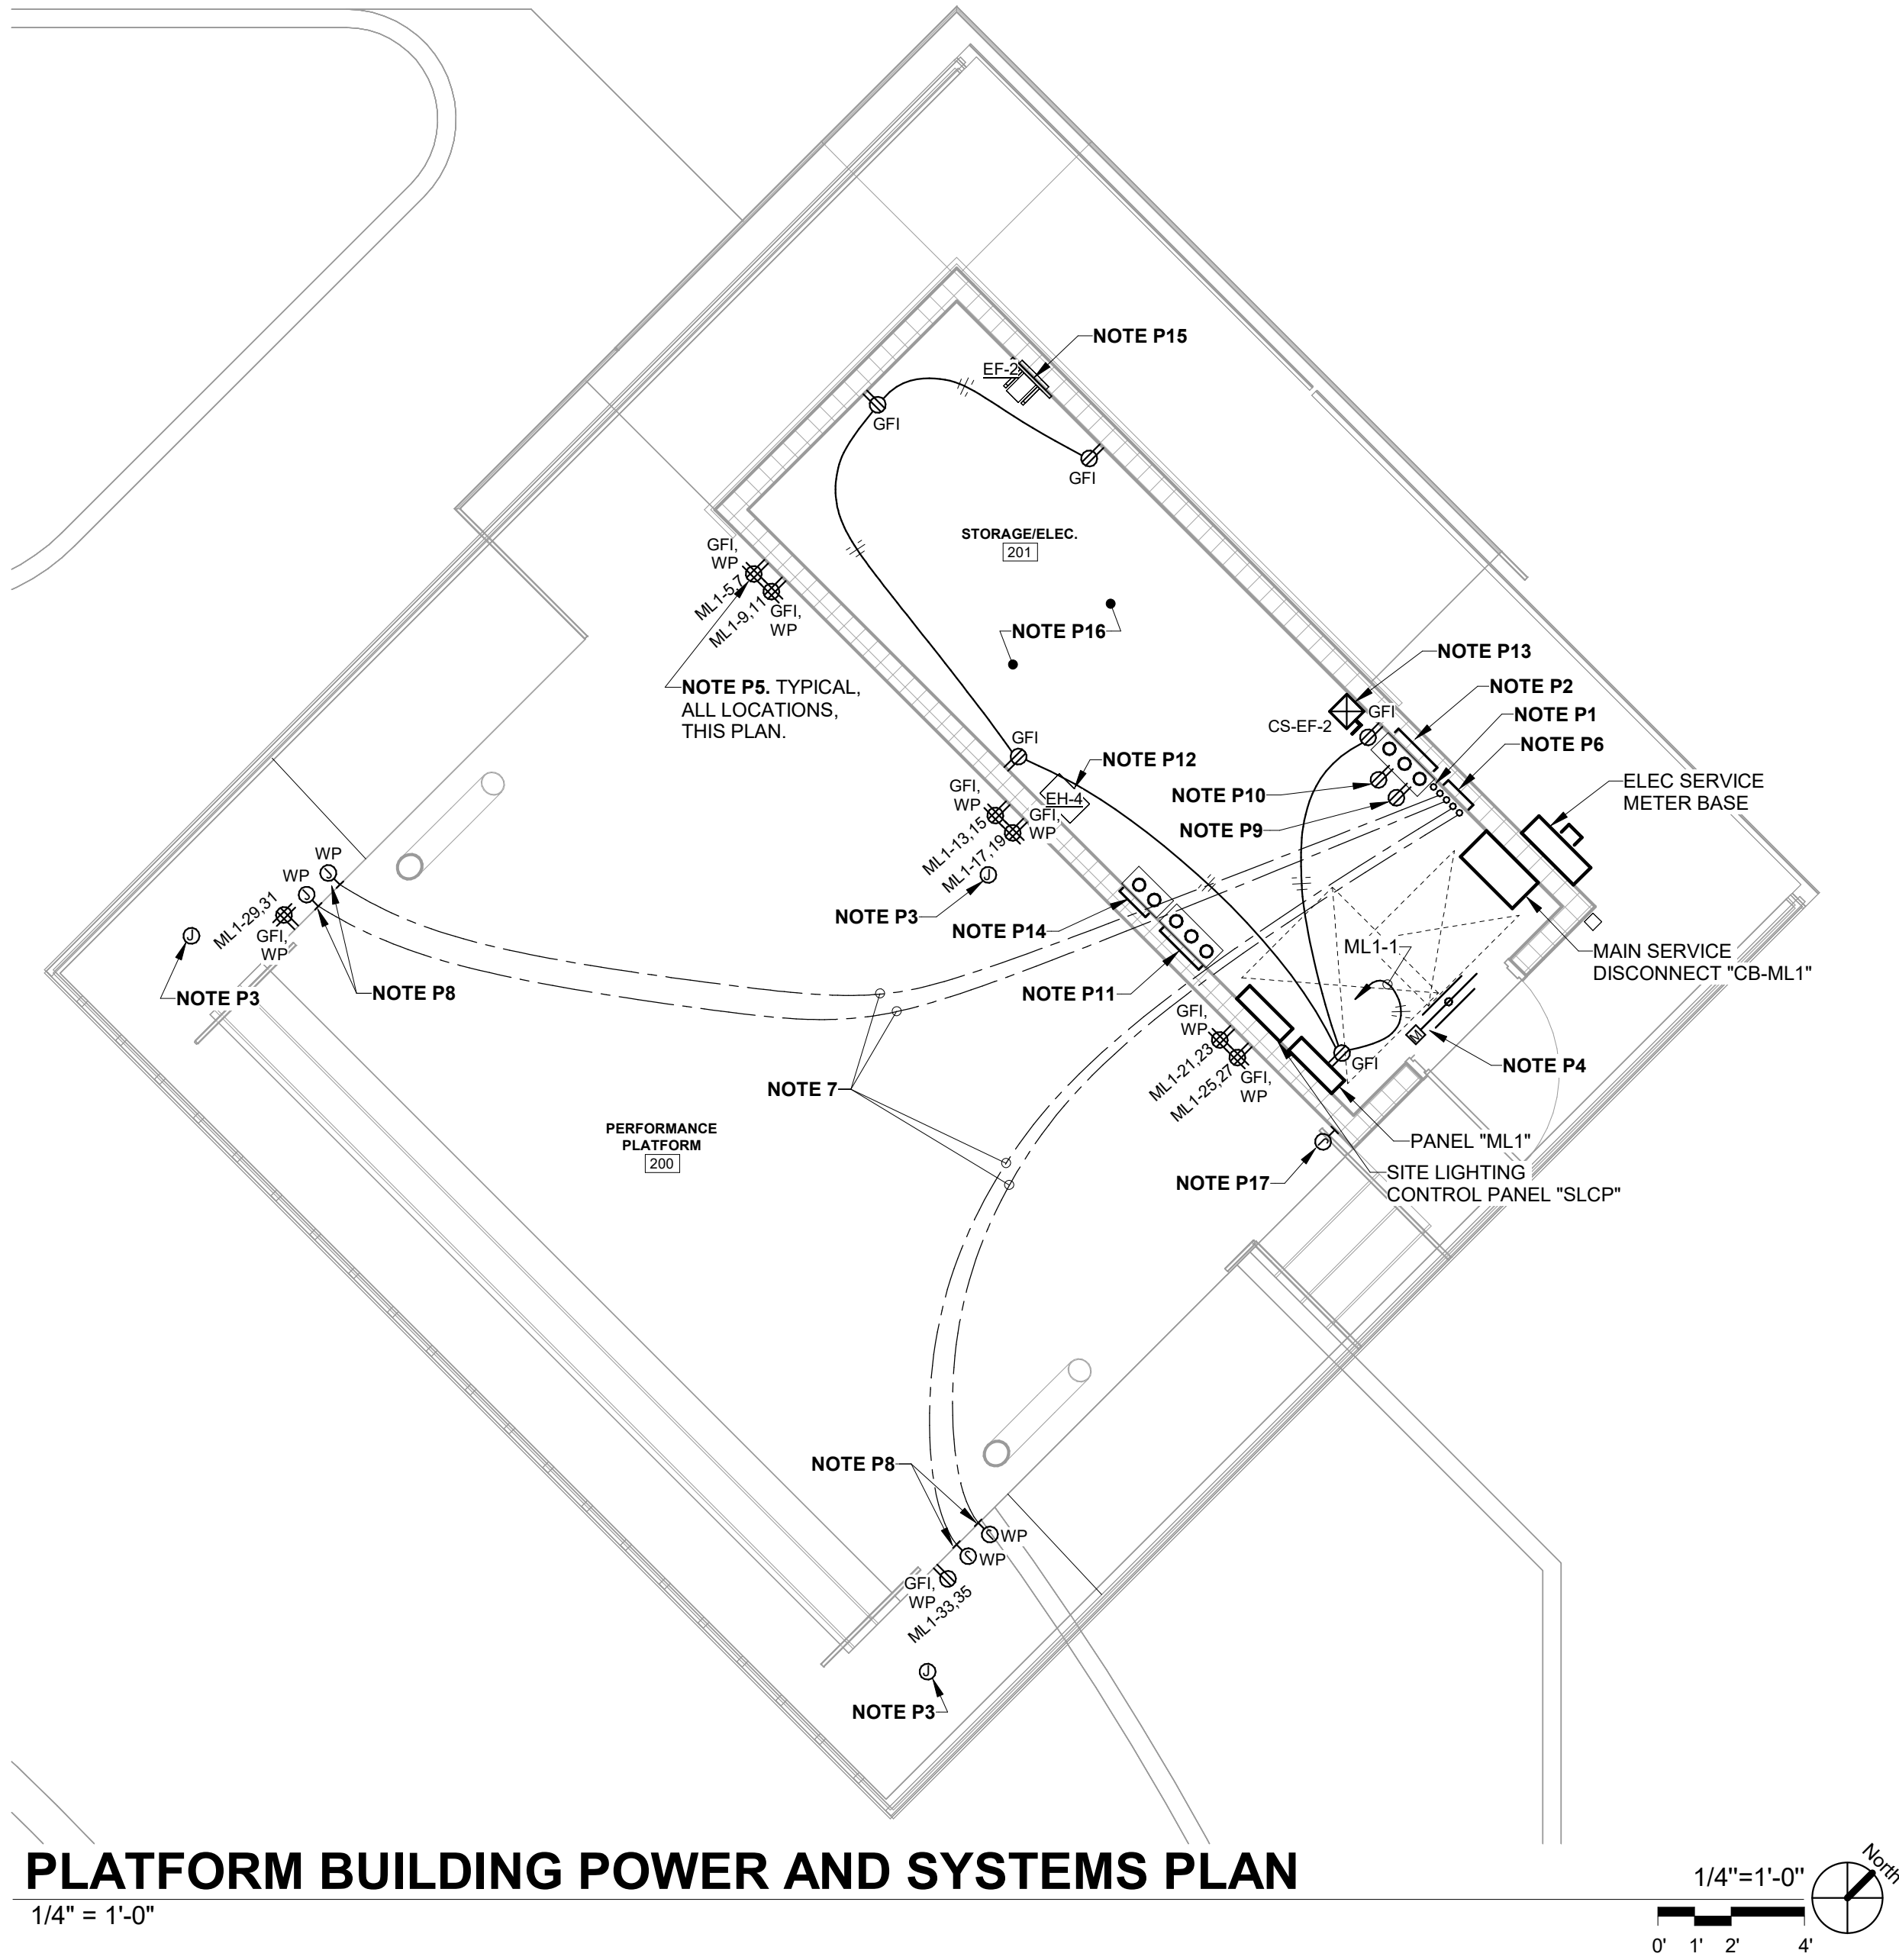 NOTE P15
EF-2
GFI
GFI
STORAGE/ELEC.
201
GFI,
WP
ML1-5,7
ML1-9,11
GFI,
WP
NOTE P16
NOTE P5. TYPICAL,
ALL LOCATIONS,
THIS PLAN.
NOTE P13
NOTE P2
NOTE P1
NOTE P6
CS-EF-2
GFI
GFI
NOTE P12
EH-4
NOTE P10
NOTE P9
ELEC SERVICE
METER BASE
GFI,
WP
GFI,
WP
ML1-13,15
ML1-17,19
J
NOTE P3
NOTE P14
WP
WP
J
J
ML1-29,31
GFI,
WP
J
NOTE P3
NOTE P8
NOTE P11
ML1-1
MAIN SERVICE
DISCONNECT "CB-ML1"
GFI,
WP
ML1-21,23
ML1-25,27
GFI,
WP
M
GFI
NOTE P4
NOTE 7
PERFORMANCE
PLATFORM
200
PANEL "ML1"
J
NOTE P17
SITE LIGHTING
CONTROL PANEL "SLCP"
NOTE P8
J
WP
J
WP
GFI,
WP
ML1-33,35
J
NOTE P3
PLATFORM BUILDING POWER AND SYSTEMS PLAN
1/4" = 1'-0"
1/4"=1'-0"
North
0' 1' 2' 4'